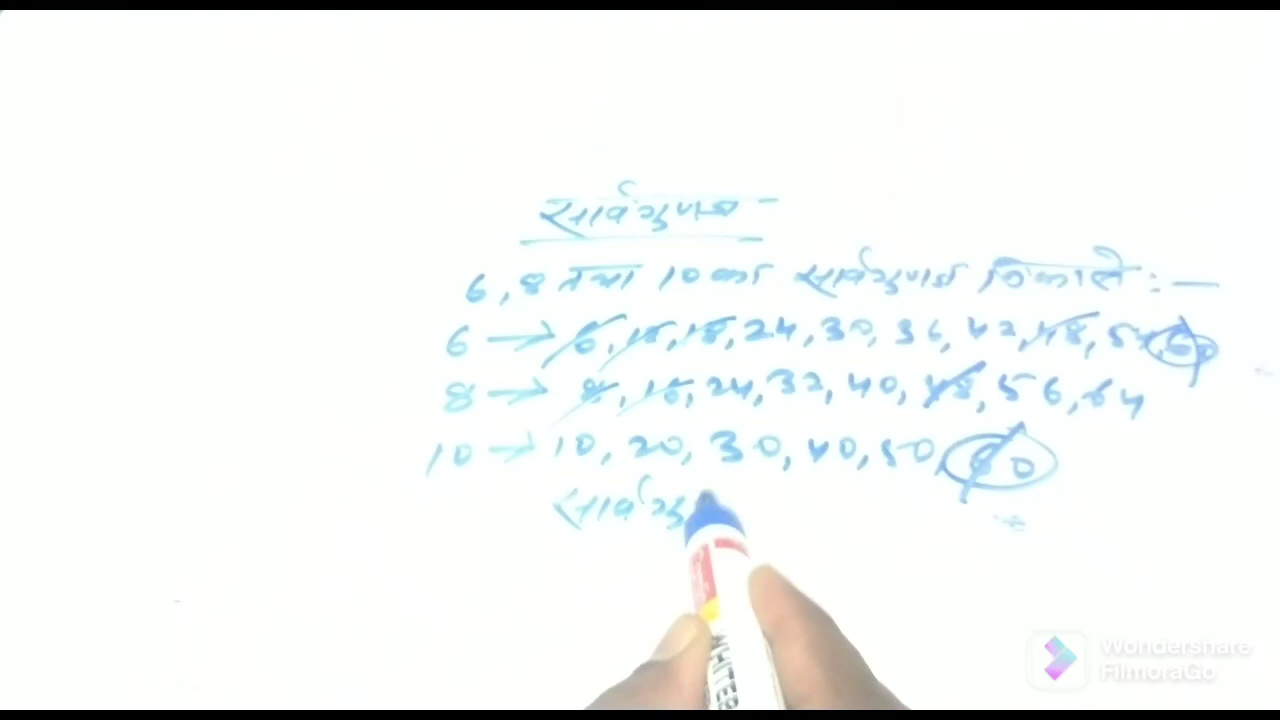 सार्वगुणज
6, 8 तथा 10 का सार्वगुणज निकाले :—
6 → 6, 12, 18, 24, 30, 36, 42, 48, 54, 60
8 → 8, 16, 24, 32, 40, 48, 56, 64
10 → 10, 20, 30, 40, 50, 60
सार्वगु
WHITEB
Wondershare
FilmoraGo